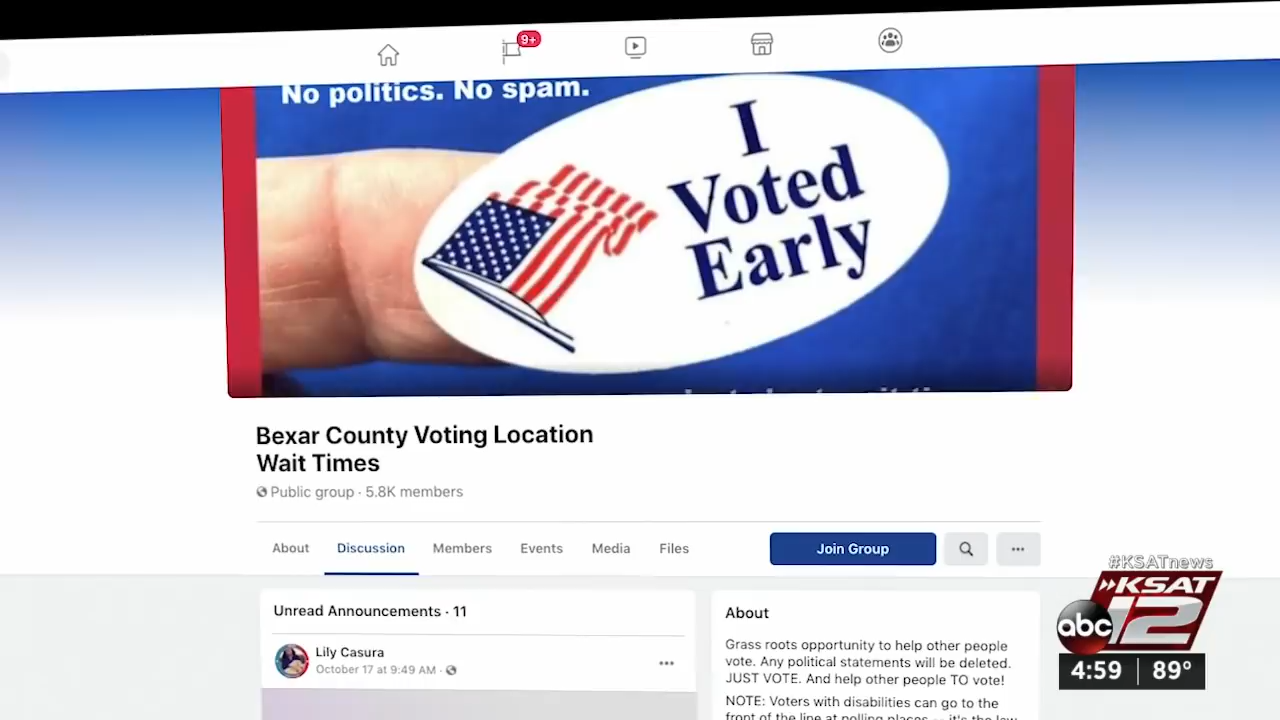 9+
No politics. No spam.
I
Voted
Early
Bexar County Voting Location
Wait Times
Public group · 5.8K members
About
Discussion
Members
Events
Media
Files
Join Group
Unread Announcements · 11
Lily Casura
October 17 at 9:49 AM ·
About
Grass roots opportunity to help other people
vote. Any political statements will be deleted.
JUST VOTE. And help other people TO vote!
NOTE: Voters with disabilities can go to the
front of the line at polling places -- it's the law
#KSATnews
KSAT
abc 12
4:59 89°